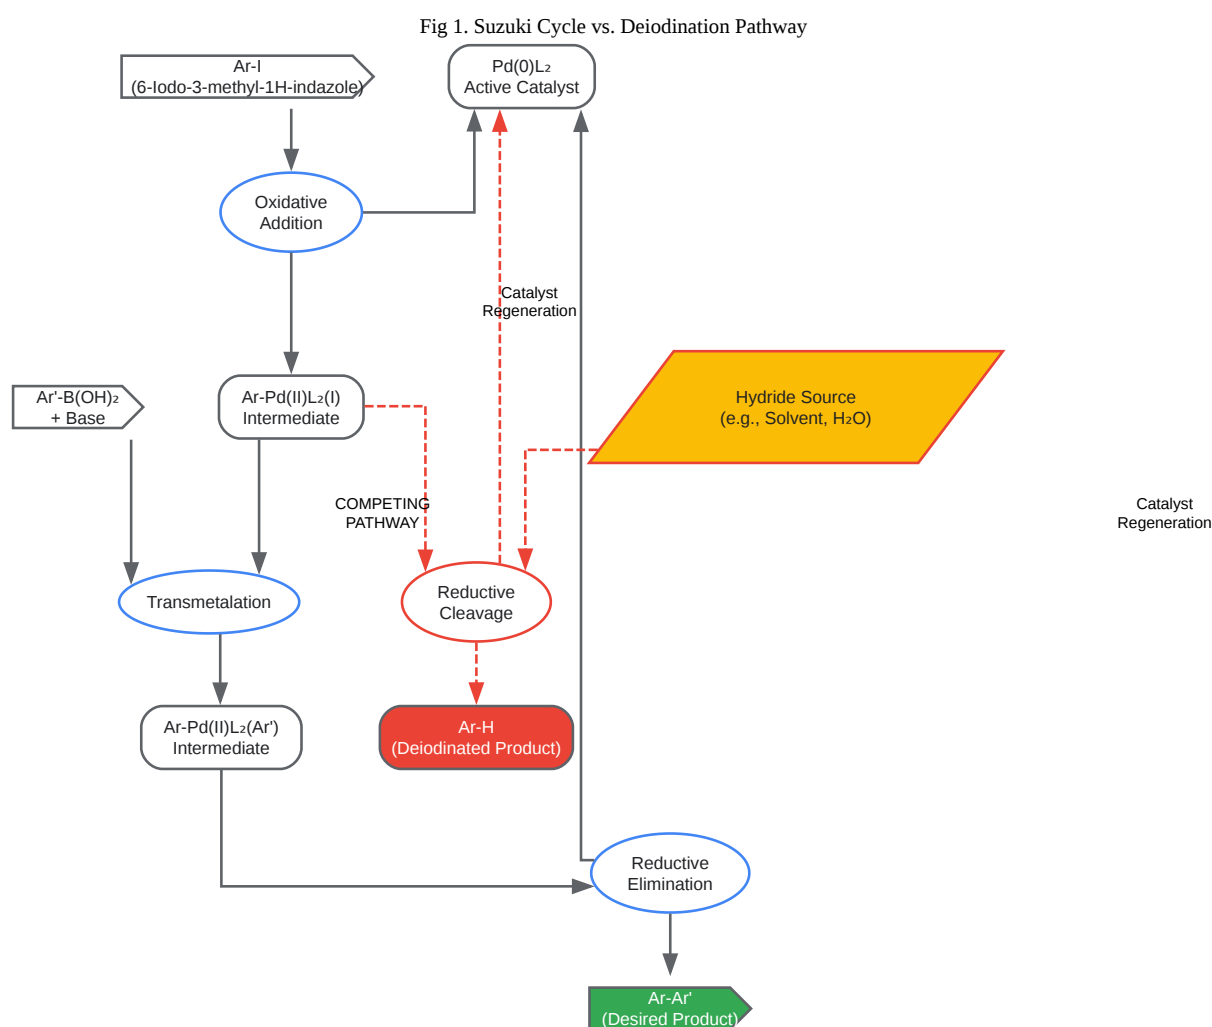 Fig 1. Suzuki Cycle vs. Deiodination Pathway
Ar-I
(6-Iodo-3-methyl-1H-indazole)
Pd(0)L₂
Active Catalyst
Oxidative
Addition
Catalyst
Regeneration
Ar'-B(OH)₂
+ Base
Ar-Pd(II)L₂(I)
Intermediate
Hydride Source
(e.g., Solvent, H₂O)
COMPETING
PATHWAY
Catalyst
Regeneration
Transmetalation
Reductive
Cleavage
Ar-Pd(II)L₂(Ar')
Intermediate
Ar-H
(Deiodinated Product)
Reductive
Elimination
Ar-Ar'
(Desired Product)